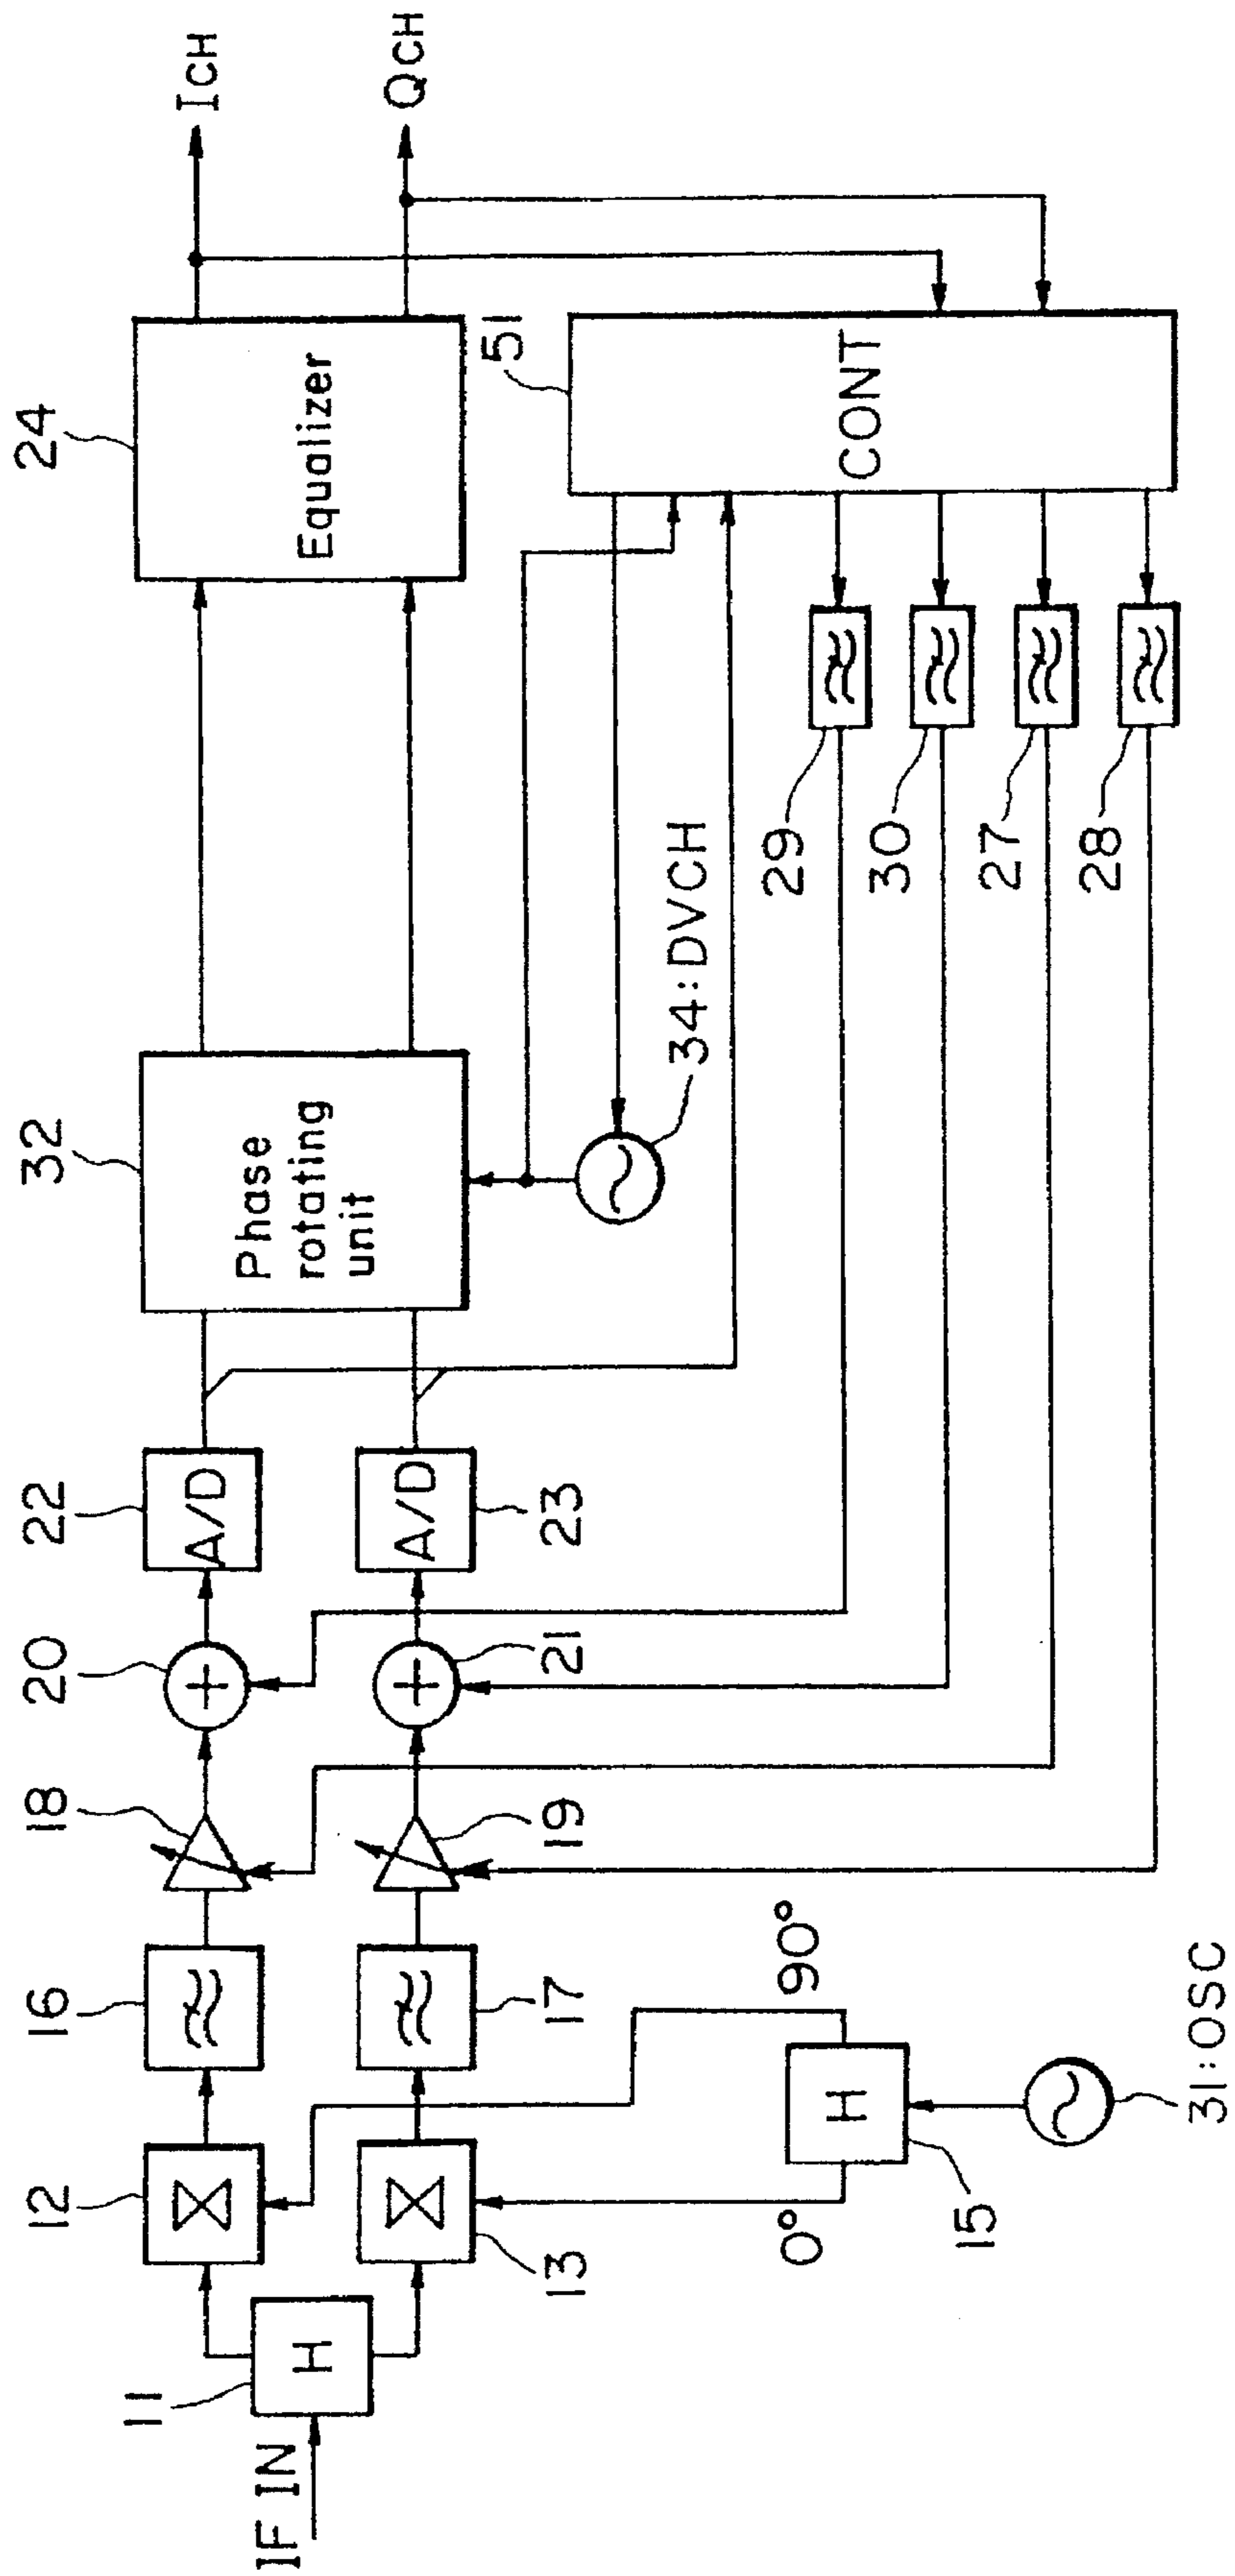 IF IN
11
H
12
13
16
17
18
19
20
21
22
A/D
23
A/D
32
Phase
rotating
unit
24
Equalizer
ICH
QCH
51
CONT
34:DVCH
29
30
27
28
90°
0°
H
15
31:OSC